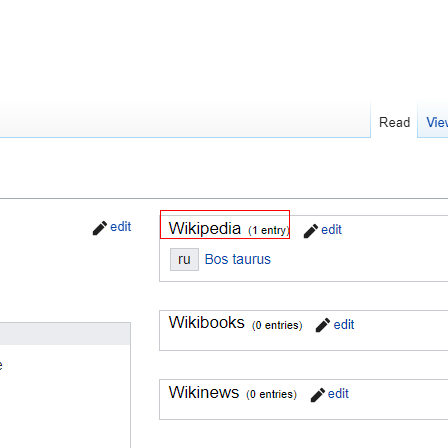 Read
Vie
edit
Wikipedia (1 entry) edit
ru Bos taurus
Wikibooks (0 entries) edit
e
Wikinews (0 entries) edit